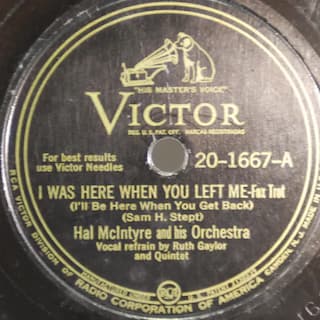 "HIS MASTER'S VOICE"
VICTOR
REG. U.S. PAT. OFF. MARCAS REGISTRADAS
For best results
use Victor Needles
20-1667-A
I WAS HERE WHEN YOU LEFT ME-Fox Trot
(I'll Be Here When You Get Back)
(Sam H. Stept)
Hal McIntyre and his Orchestra
Vocal refrain by Ruth Gaylor
and Quintet
RCA
RCA VICTOR DIVISION OF RADIO CORPORATION OF AMERICA CAMDEN, N. J.